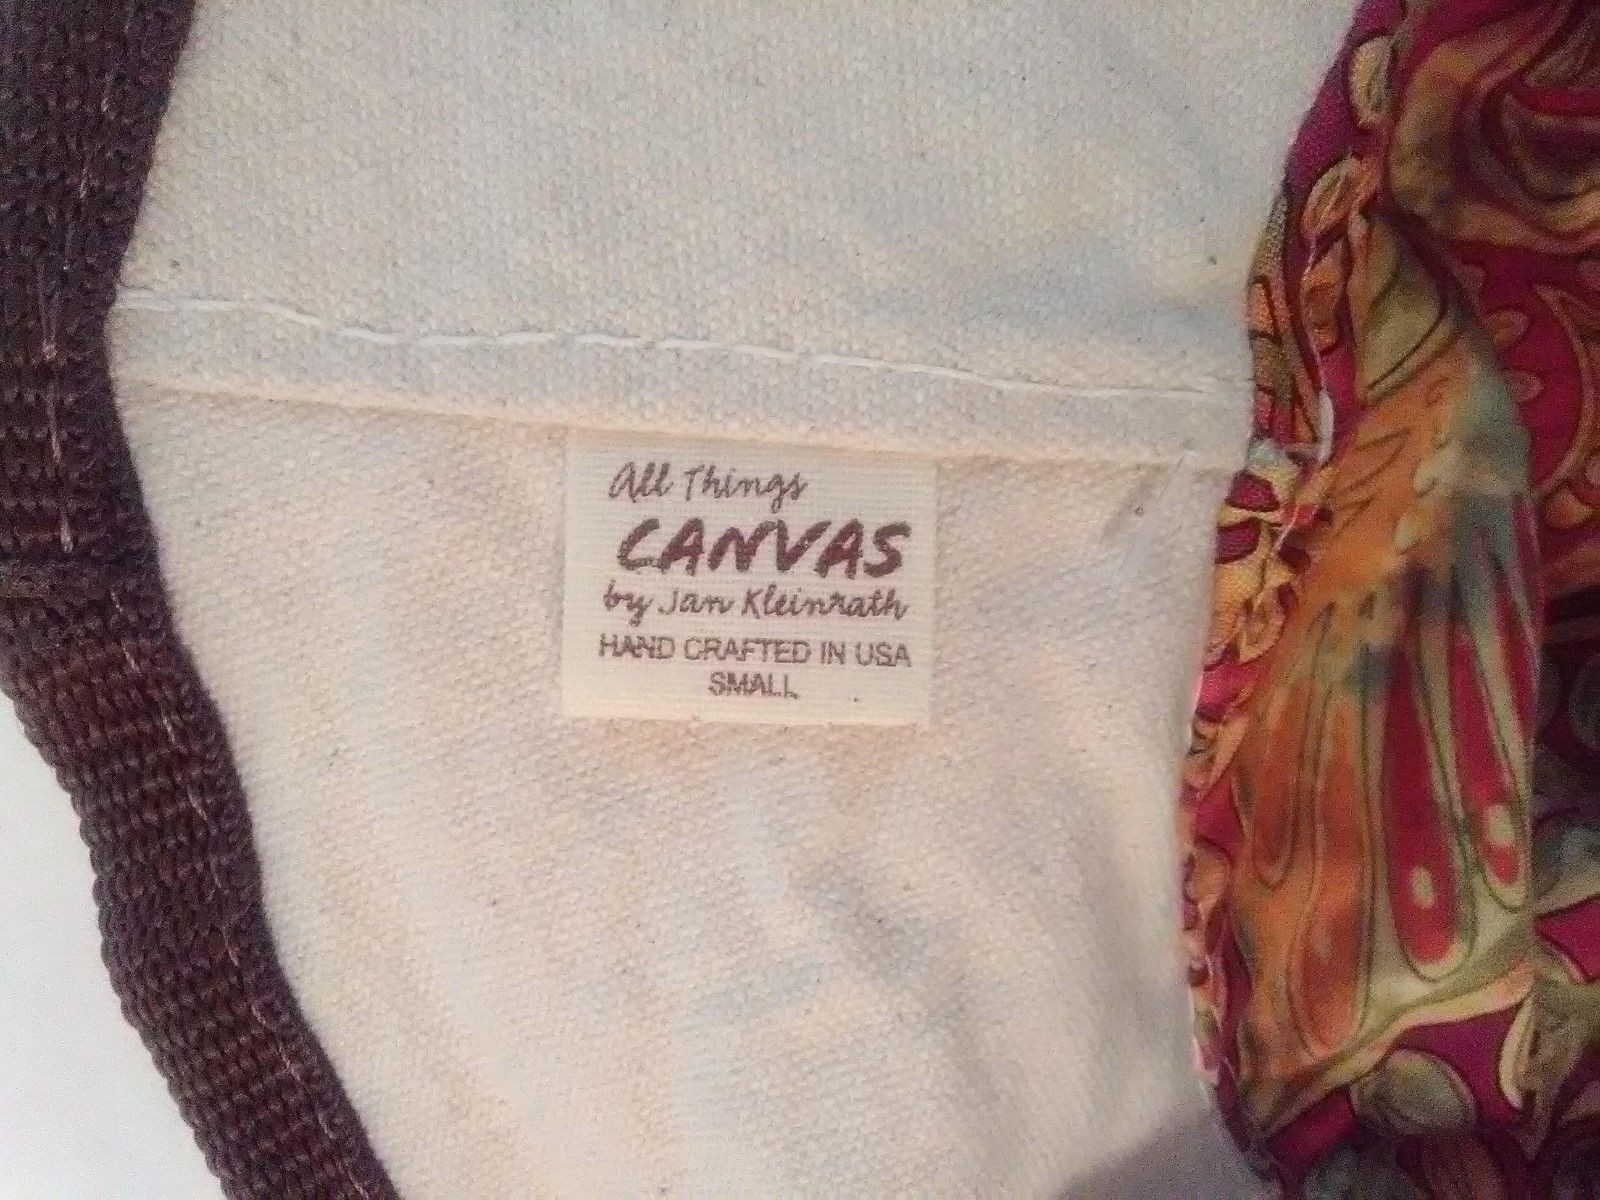 All Things
CANVAS
by Jan Kleinrath
HAND CRAFTED IN USA
SMALL